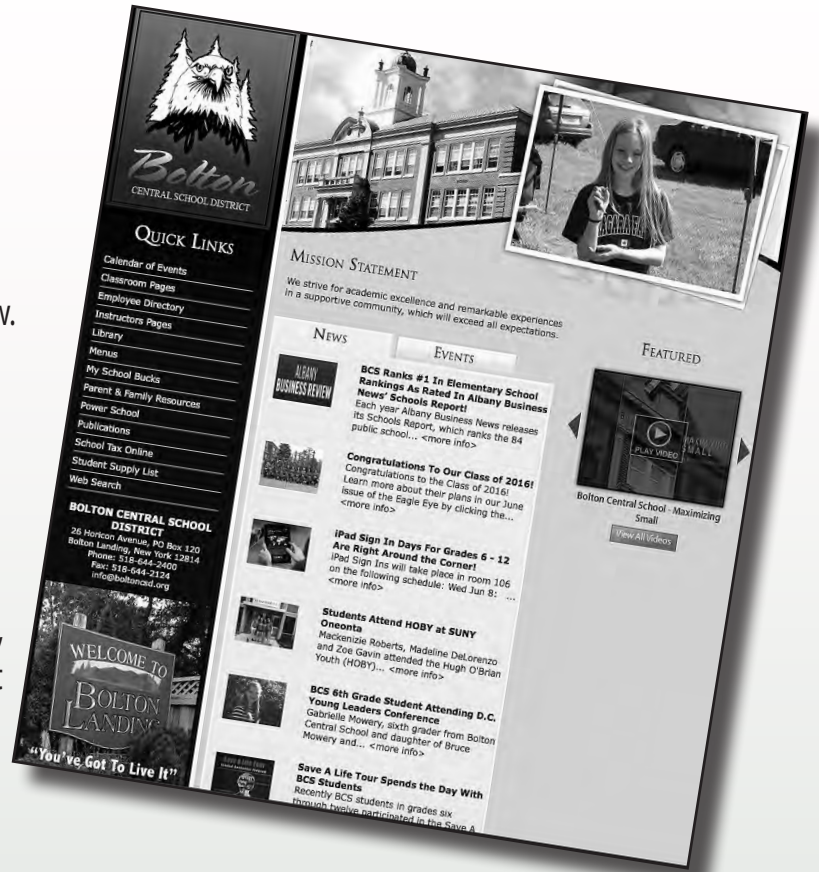 Bolton
CENTRAL SCHOOL DISTRICT
QUICK LINKS
Calendar of Events
Classroom Pages
Employee Directory
Instructors Pages
Library
Menus
My School Bucks
Parent & Family Resources
Power School
Publications
School Tax Online
Student Supply List
Web Search
BOLTON CENTRAL SCHOOL
DISTRICT
26 Horicon Avenue, PO Box 120
Bolton Landing, New York 12814
Phone: 518-644-2400
Fax: 518-644-2124
info@boltoncsd.org
WELCOME TO
BOLTON
LANDING
"You've Got To Live It"
MISSION STATEMENT
We strive for academic excellence and remarkable experiences
in a supportive community, which will exceed all expectations.
NEWS
EVENTS
ALBANY
BUSINESS REVIEW
BCS Ranks #1 In Elementary School
Rankings As Rated In Albany Business
News' Schools Report!
Each year Albany Business News releases
its Schools Report, which ranks the 84
public school... <more info>
Congratulations To Our Class of 2016!
Congratulations to the Class of 2016!
Learn more about their plans in our June
issue of the Eagle Eye by clicking the...
<more info>
iPad Sign In Days For Grades 6 - 12
Are Right Around the Corner!
iPad Sign Ins will take place in room 106
on the following schedule: Wed Jun 8: ...
<more info>
Students Attend HOBY at SUNY
Oneonta
Mackenizie Roberts, Madeline DeLorenzo
and Zoe Gavin attended the Hugh O'Brian
Youth (HOBY)... <more info>
BCS 6th Grade Student Attending D.C.
Young Leaders Conference
Gabrielle Mowery, sixth grader from Bolton
Central School and daughter of Bruce
Mowery and... <more info>
SAVE A LIFE TOUR
Save A Life Tour Spends the Day With
BCS Students
Recently BCS students in grades six
through twelve participated in the Save A
FEATURED
PLAY VIDEO
Bolton Central School - Maximizing
Small
View All Videos
w.